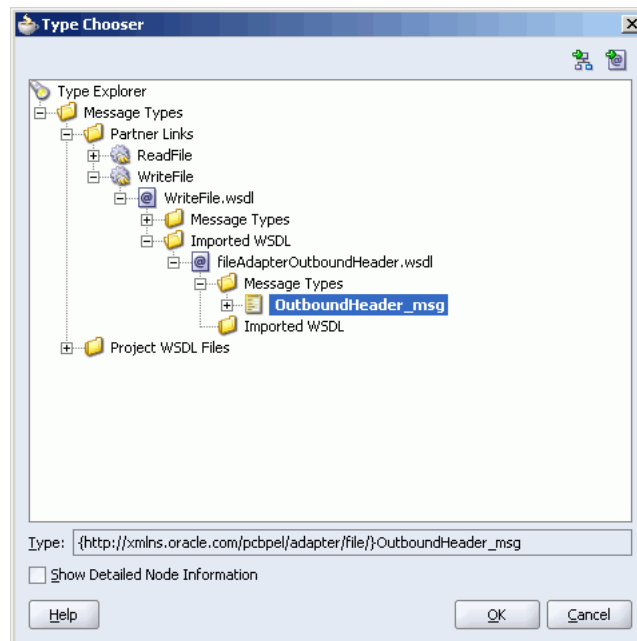 Type Chooser
Type Explorer
Message Types
Partner Links
ReadFile
WriteFile
WriteFile.wsdl
Message Types
Imported WSDL
fileAdapterOutboundHeader.wsdl
Message Types
OutboundHeader_msg
Imported WSDL
Project WSDL Files
Type: {http://xmlns.oracle.com/pcbpel/adapter/file/}OutboundHeader_msg
Show Detailed Node Information
Help OK Cancel